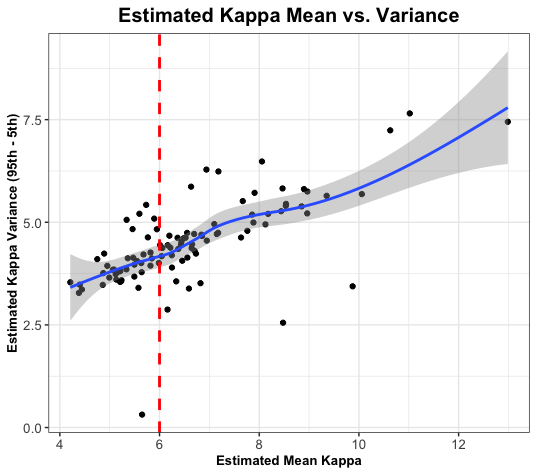 Estimated Kappa Mean vs. Variance
Estimated Kappa Variance (95th - 5th)
7.5
5.0
2.5
0.0
4 6 8 10 12
Estimated Mean Kappa